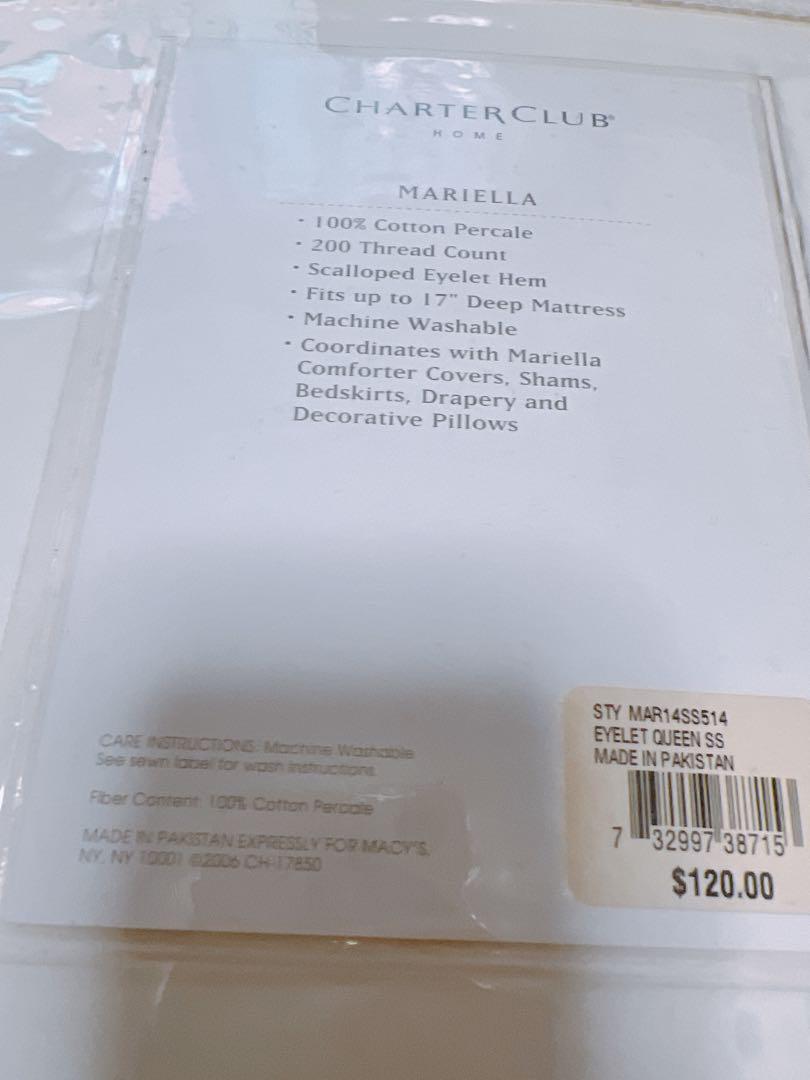 CHARTER CLUB®
HOME
MARIELLA
• 100% Cotton Percale
• 200 Thread Count
• Scalloped Eyelet Hem
• Fits up to 17" Deep Mattress
• Machine Washable
• Coordinates with Mariella
Comforter Covers, Shams,
Bedskirts, Drapery and
Decorative Pillows
CARE INSTRUCTIONS: Machine Washable
See sewn label for wash instructions.
Fiber Content: 100% Cotton Percale
MADE IN PAKISTAN EXPRESSLY FOR MACY'S,
NY, NY 10001 ©2006 CH-17850
STY MAR14SS514
EYELET QUEEN SS
MADE IN PAKISTAN
7 32997 38715
$120.00